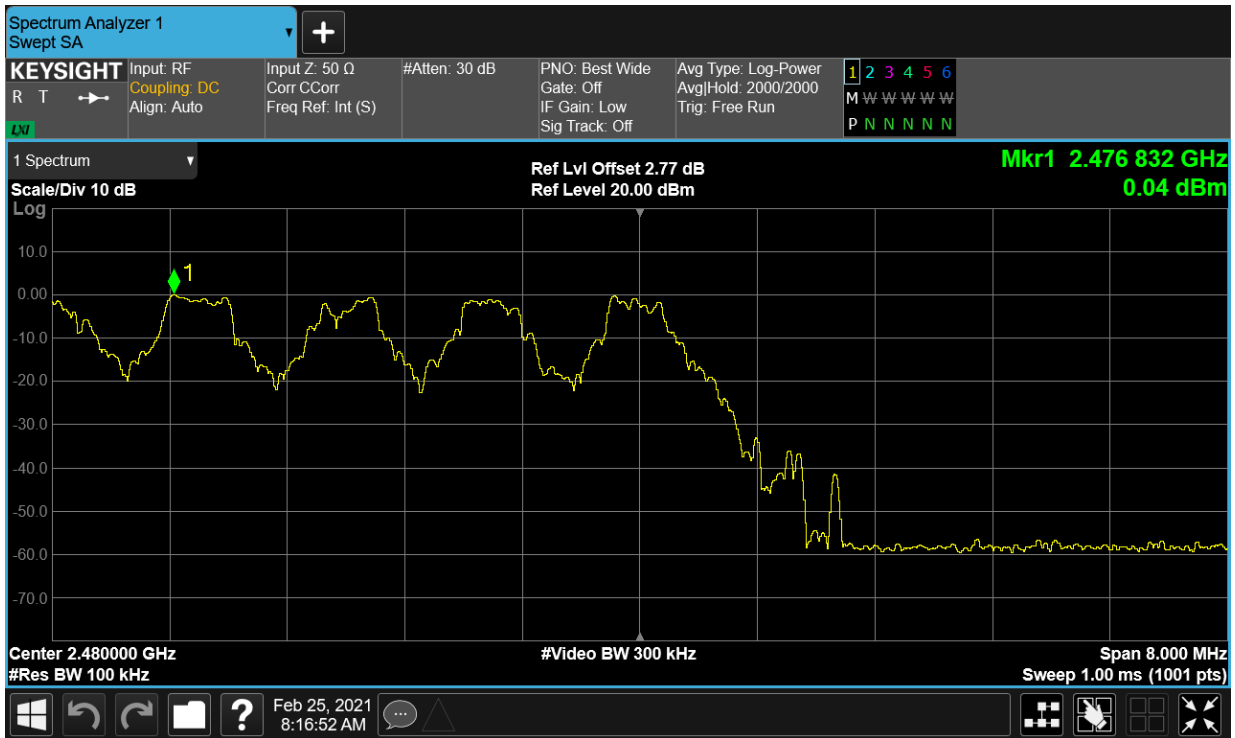 Spectrum Analyzer 1
Swept SA
+
KEYSIGHT Input: RF Input Z: 50 Ω #Atten: 30 dB PNO: Best Wide Avg Type: Log-Power 1 2 3 4 5 6
R T Coupling: DC Corr CCorr Gate: Off Avg|Hold: 2000/2000 M W W W W W
Align: Auto Freq Ref: Int (S) IF Gain: Low Trig: Free Run
LXI Sig Track: Off P N N N N N N
1 Spectrum
Ref Lvl Offset 2.77 dB Mkr1 2.476 832 GHz
Scale/Div 10 dB Ref Level 20.00 dBm 0.04 dBm
Log
10.0
1
0.00
-10.0
-20.0
-30.0
-40.0
-50.0
-60.0
-70.0
Center 2.480000 GHz #Video BW 300 kHz Span 8.000 MHz
#Res BW 100 kHz Sweep 1.00 ms (1001 pts)
? Feb 25, 2021
8:16:52 AM